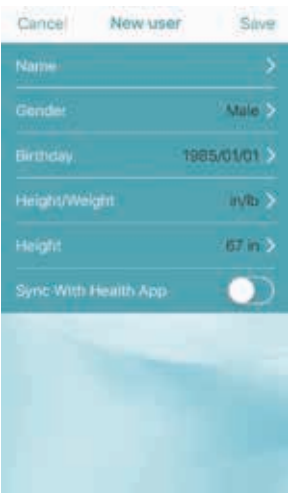 Cancel New user Save
Name
Gender Male
Birthday 1985/01/01
Height/Weight in/lb
Height 67 in
Sync With Health App